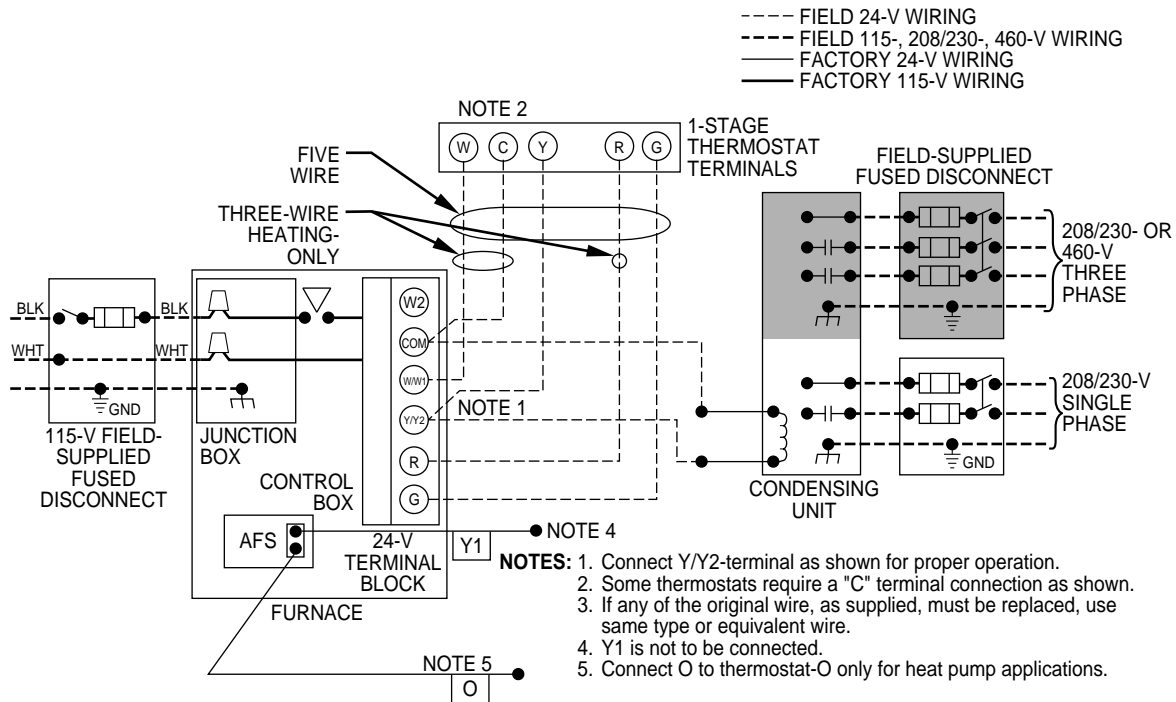 FIELD 24-V WIRING
FIELD 115-, 208/230-, 460-V WIRING
FACTORY 24-V WIRING
FACTORY 115-V WIRING
NOTE 2
W C Y R G
1-STAGE
THERMOSTAT
TERMINALS
FIVE
WIRE
THREE-WIRE
HEATING-
ONLY
FIELD-SUPPLIED
FUSED DISCONNECT
208/230- OR
460-V
THREE
PHASE
BLK
BLK
WHT
WHT
GND
115-V FIELD-
SUPPLIED
FUSED
DISCONNECT
JUNCTION
BOX
CONTROL
BOX
W2
COM
W/W1
Y/Y2
R
G
NOTE 1
24-V
TERMINAL
BLOCK
AFS
FURNACE
Y1
NOTE 4
NOTE 5
O
CONDENSING
UNIT
208/230-V
SINGLE
PHASE
GND
NOTES: 1. Connect Y/Y2-terminal as shown for proper operation.
2. Some thermostats require a "C" terminal connection as shown.
3. If any of the original wire, as supplied, must be replaced, use
same type or equivalent wire.
4. Y1 is not to be connected.
5. Connect O to thermostat-O only for heat pump applications.